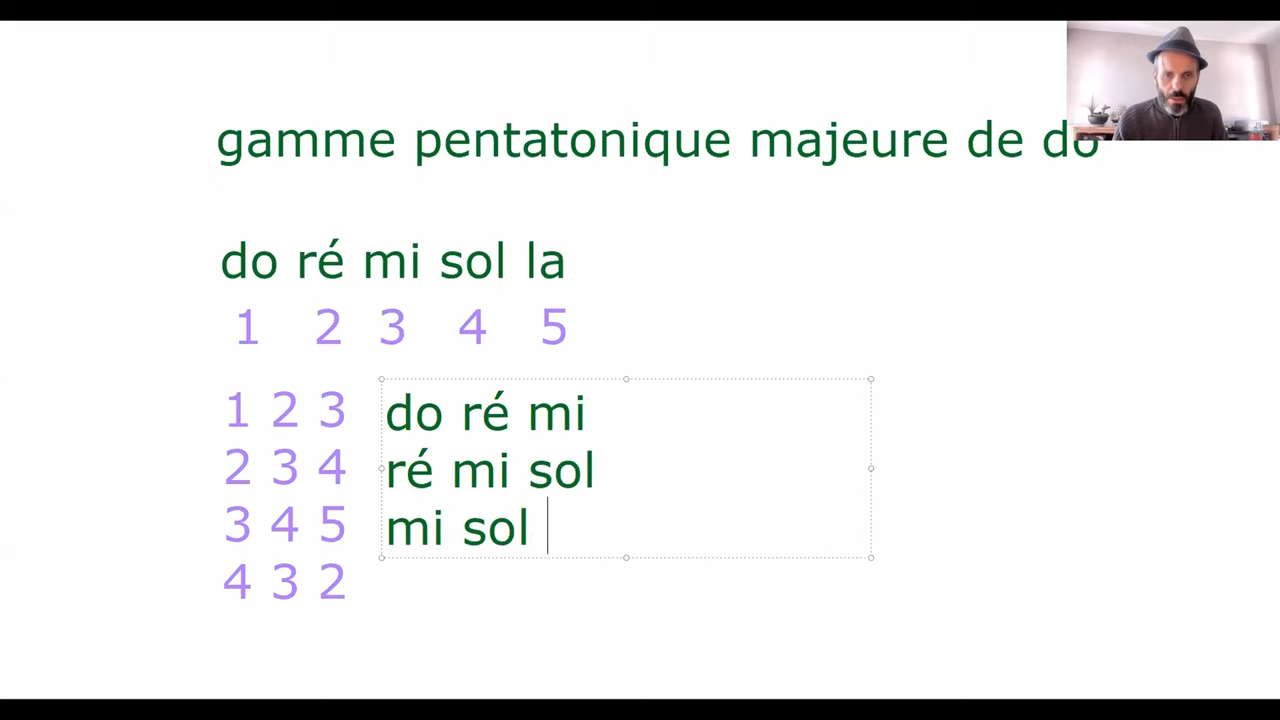 gamme pentatonique majeure de do
do ré mi sol la
1 2 3 4 5
1 2 3 do ré mi
2 3 4 ré mi sol
3 4 5 mi sol
4 3 2